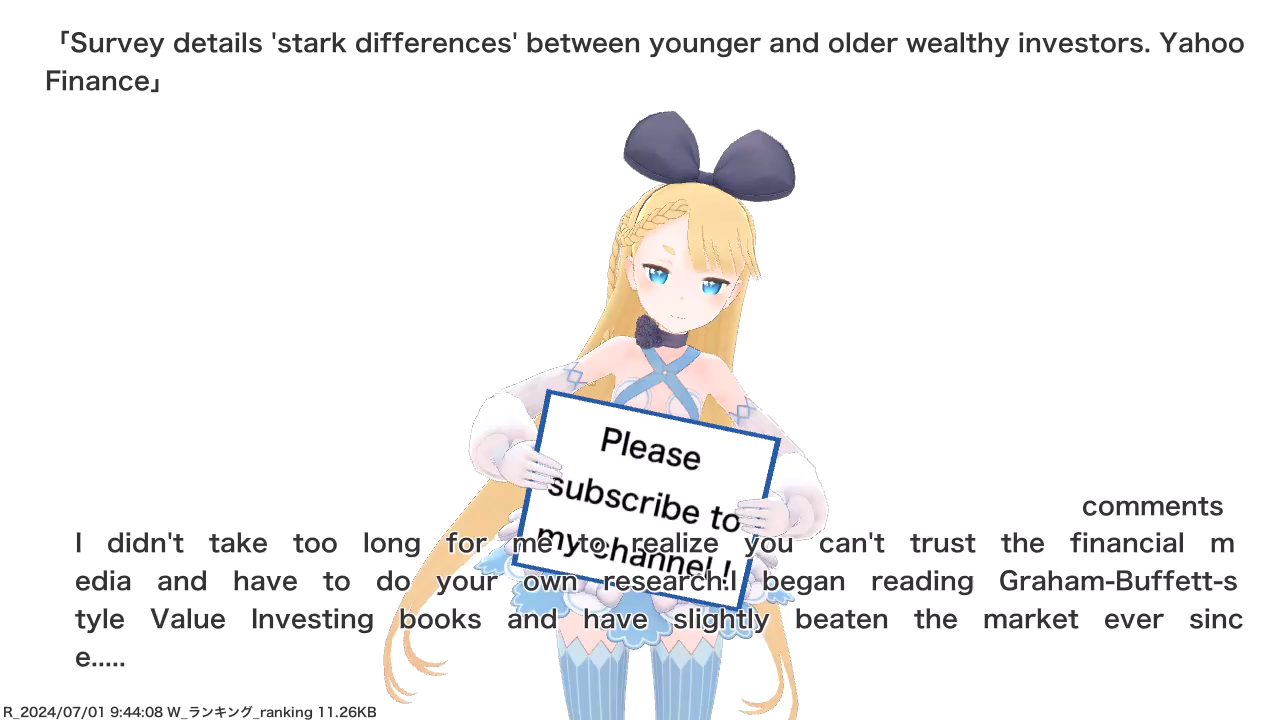 「Survey details 'stark differences' between younger and older wealthy investors. Yahoo
Finance」
Please
subscribe to
my channel!
comments
I didn't take too long for me to realize you can't trust the financial m
edia and have to do your own research.I began reading Graham-Buffett-s
tyle Value Investing books and have slightly beaten the market ever sinc
e.....
R_2024/07/01 9:44:08 W_ランキング_ranking 11.26KB